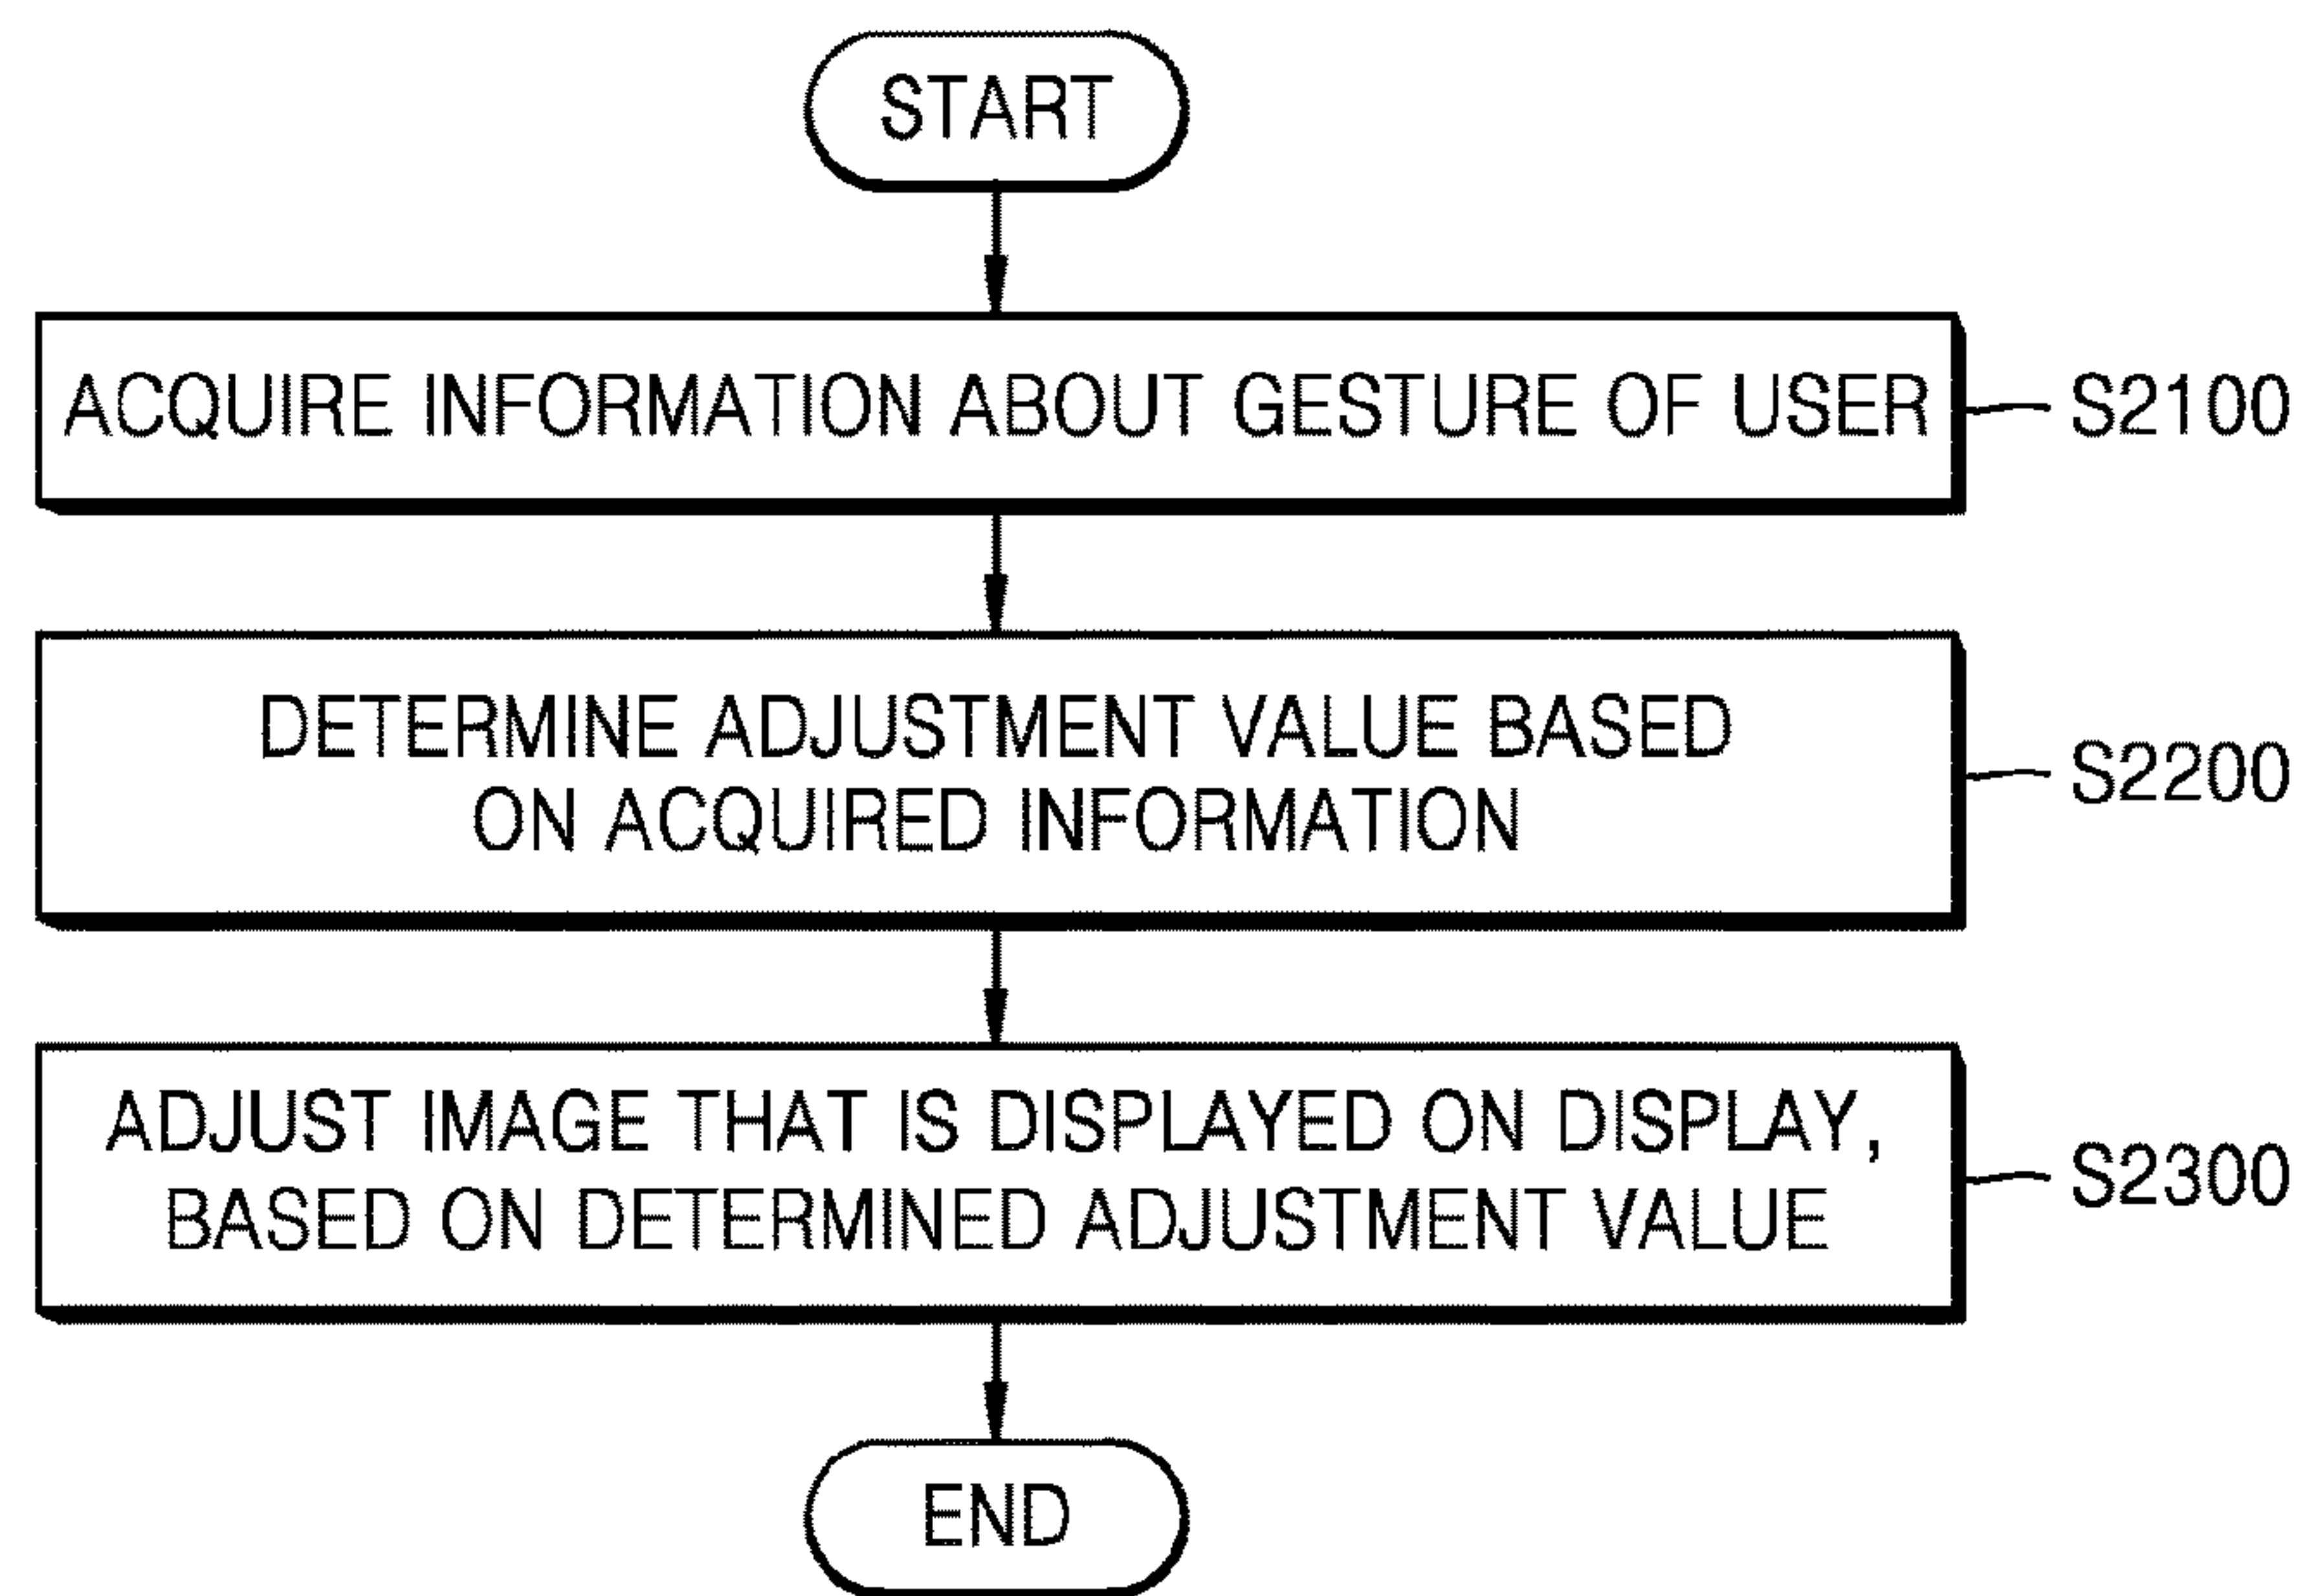 START
ACQUIRE INFORMATION ABOUT GESTURE OF USER
S2100
DETERMINE ADJUSTMENT VALUE BASED
ON ACQUIRED INFORMATION
S2200
ADJUST IMAGE THAT IS DISPLAYED ON DISPLAY,
BASED ON DETERMINED ADJUSTMENT VALUE
S2300
END